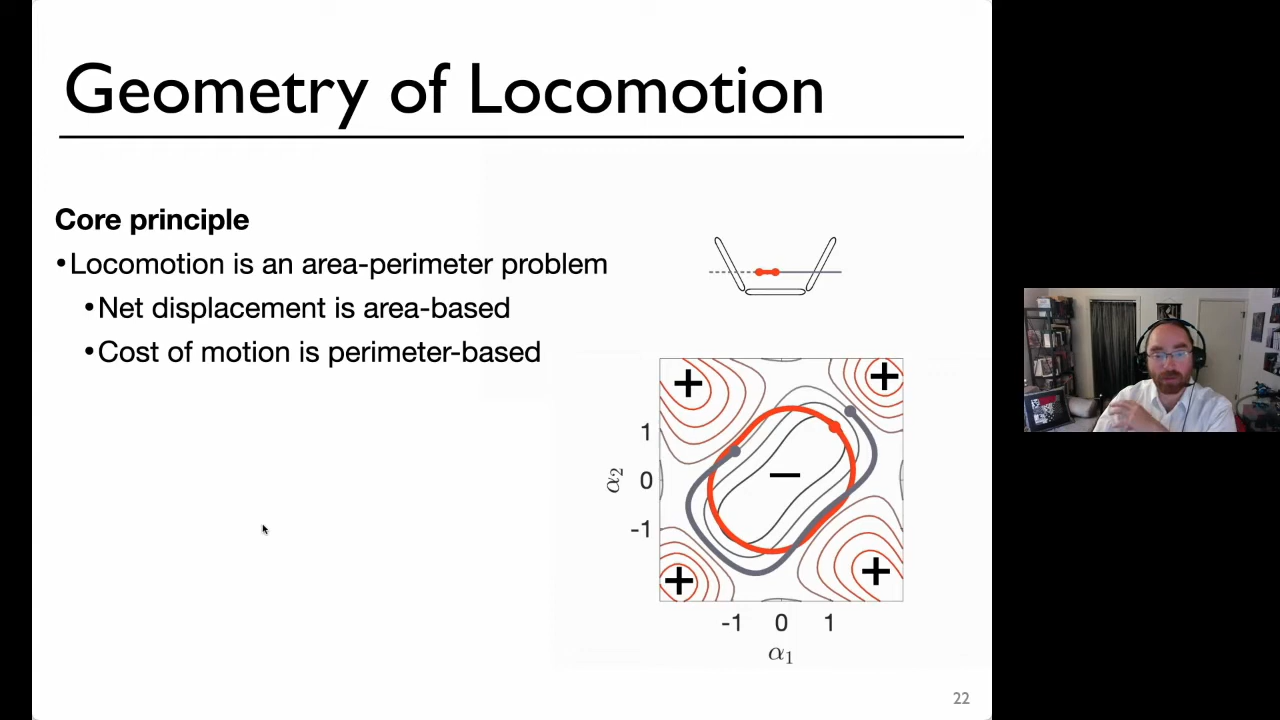 Geometry of Locomotion
Core principle
•Locomotion is an area-perimeter problem
•Net displacement is area-based
•Cost of motion is perimeter-based
+ +
1
α2 0 −
-1
+ +
-1 0 1
α1
22